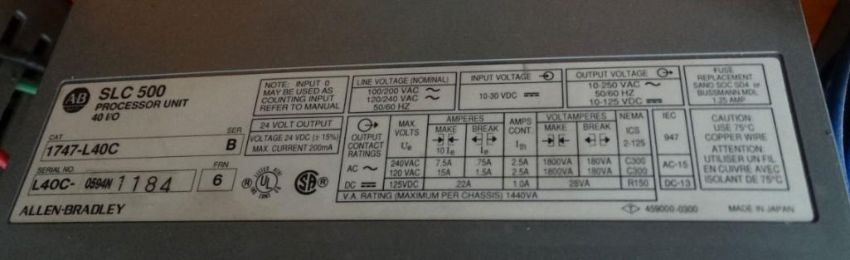 AB SLC 500
PROCESSOR UNIT
40 I/O
CAT SER
1747-L40C B
SERIAL NO. FRN
L40C- 0594N 1184 6
ALLEN-BRADLEY
NOTE: INPUT 0
MAY BE USED AS
COUNTING INPUT
REFER TO MANUAL
24 VOLT OUTPUT
VOLTAGE 24 VDC (± 15%)
MAX. CURRENT 200mA
UL
SA
LINE VOLTAGE (NOMINAL)
100/200 VAC ~
120/240 VAC ~
50/60 HZ
INPUT VOLTAGE
10-30 VDC
OUTPUT VOLTAGE
10-250 VAC ~
50/60 HZ
10-125 VDC
FUSE
REPLACEMENT
SANO SOC SD4 or
BUSSMANN MDL
1.25 AMP
OUTPUT
CONTACT
RATINGS
MAX. VOLTS Ue
AMPERES
MAKE BREAK
10 Ie Ie
AMPS CONT. Ith
VOLTAMPERES
MAKE BREAK
NEMA ICS 2-125
IEC 947
AC ~ 240VAC 7.5A .75A 2.5A 1800VA 180VA C300 AC-15
120 VAC 15A 1.5A 2.5A 1800VA 180VA C300
DC 125VDC .22A 1.0A 28VA R150 DC-13
V.A. RATING (MAXIMUM PER CHASSIS) 1440VA
CAUTION:
USE 75°C
COPPER WIRE
ATTENTION:
UTILISER UN FIL
EN CUIVRE AVEC
ISOLANT DE 75°C
459000-0300 MADE IN JAPAN